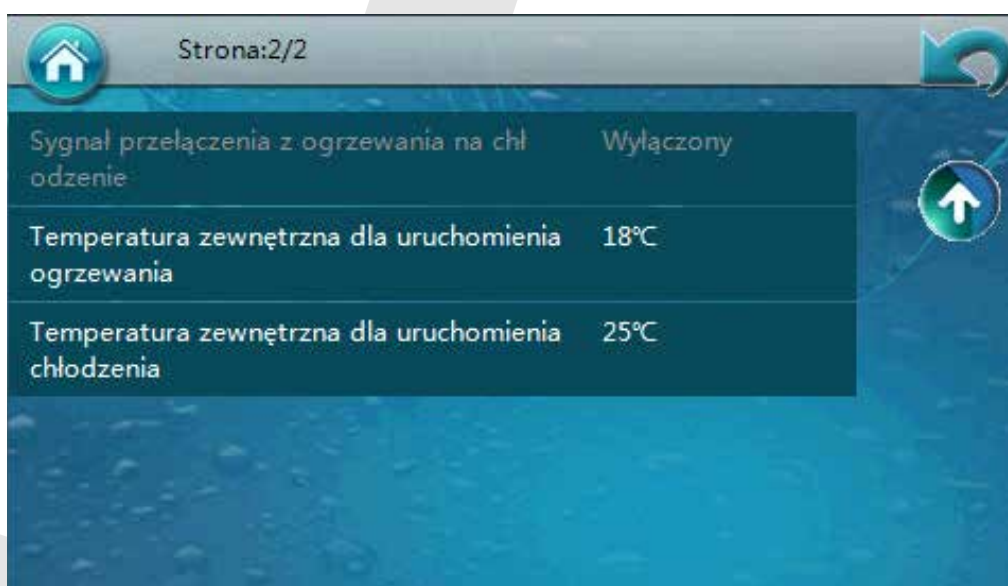 Strona:2/2
Sygnał przełączenia z ogrzewania na chł Wyłączony
odzenie
Temperatura zewnętrzna dla uruchomienia 18℃
ogrzewania
Temperatura zewnętrzna dla uruchomienia 25℃
chłodzenia